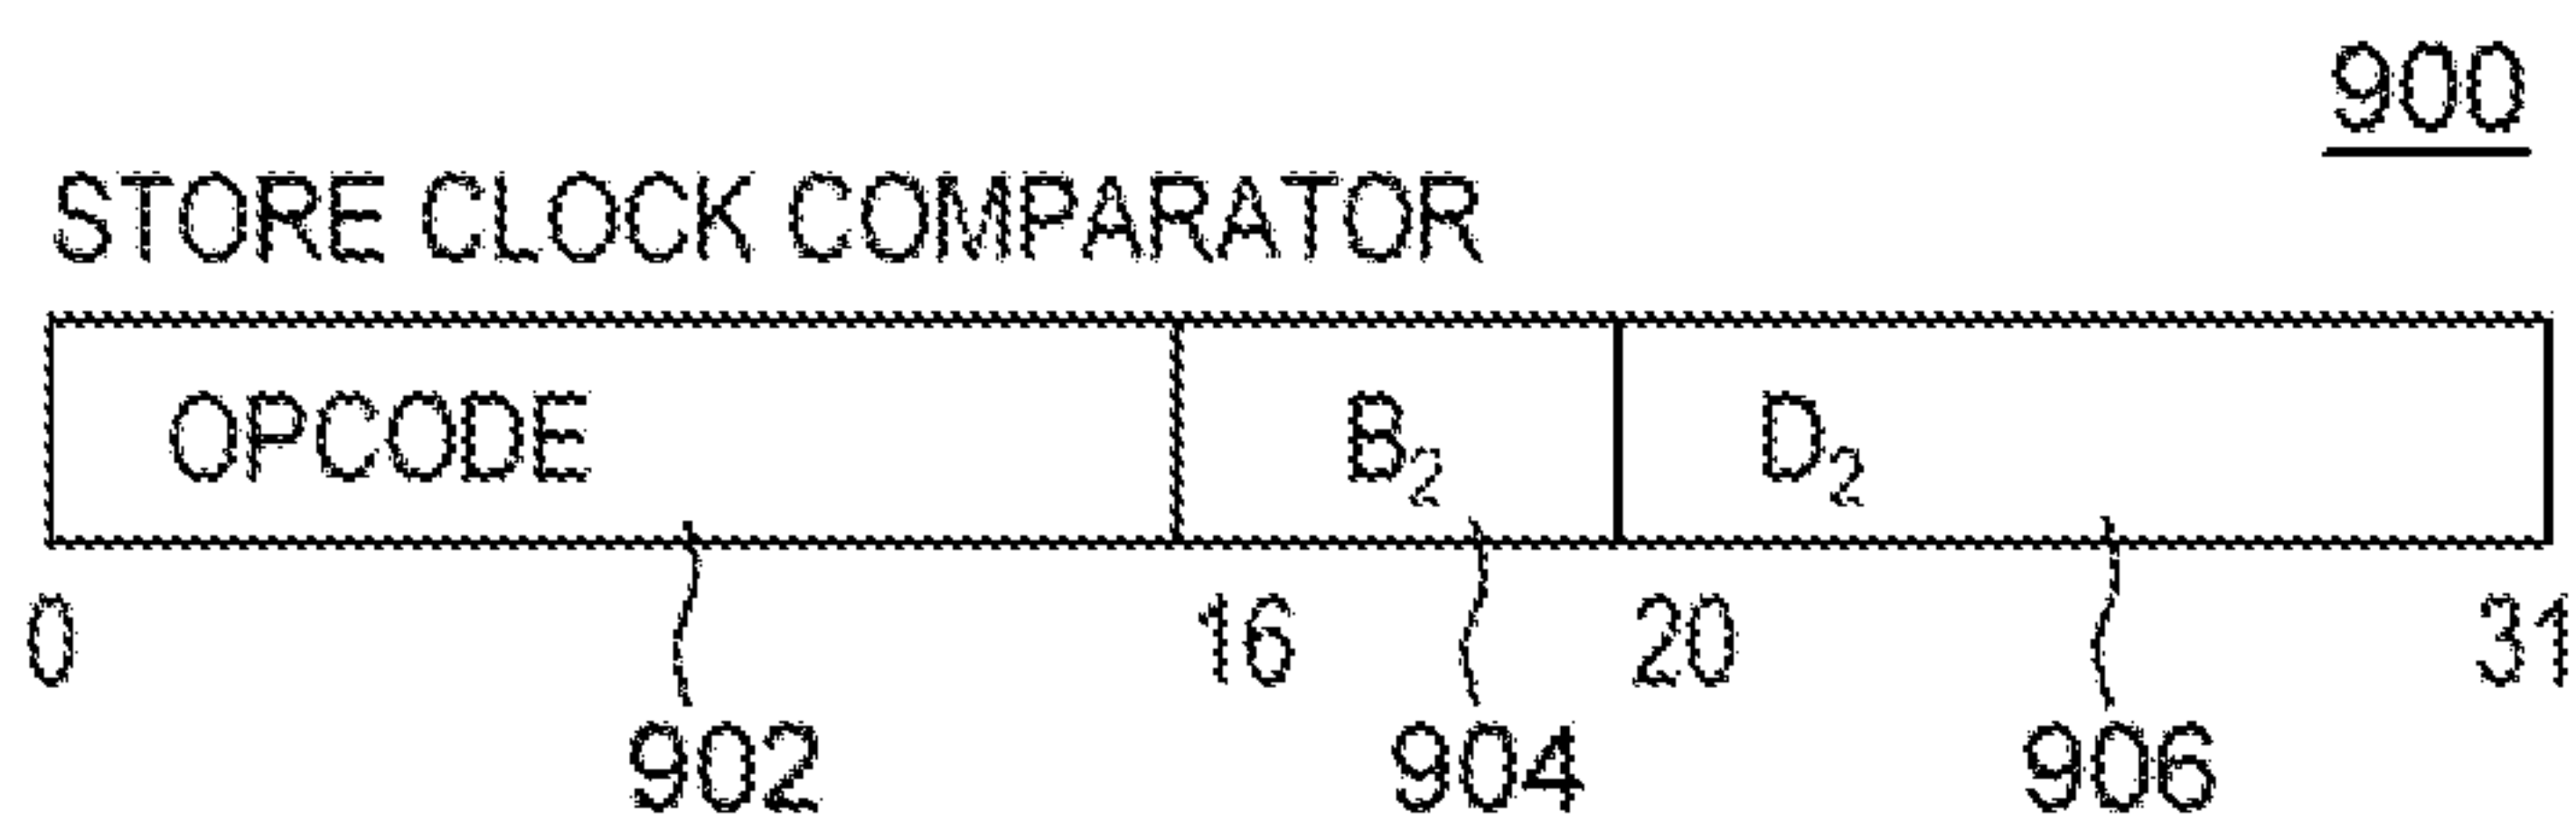 900
STORE CLOCK COMPARATOR
OPCODE B₂ D₂
0 16 20 31
902 904 906